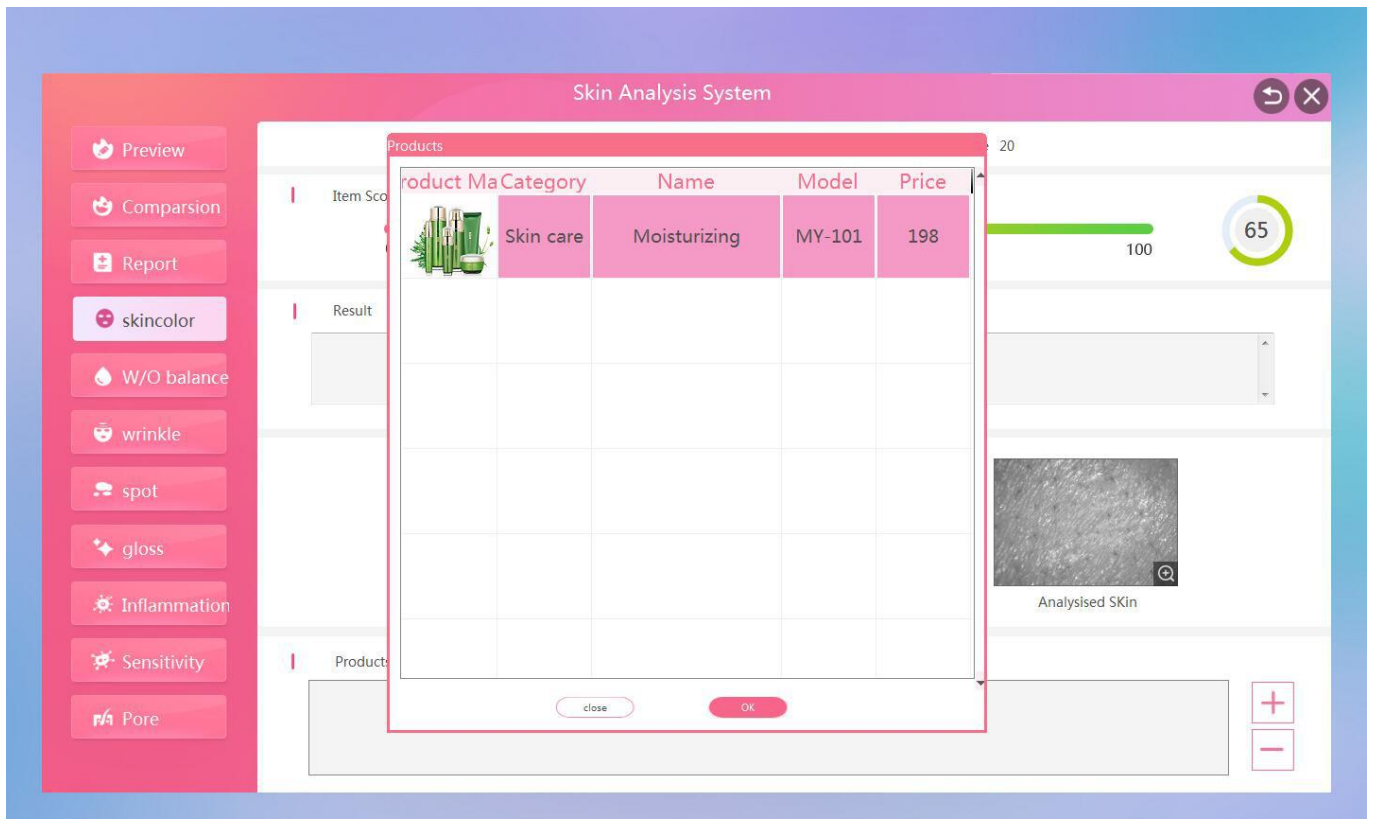 Skin Analysis System
Preview
Comparsion
Report
skincolor
W/O balance
wrinkle
spot
gloss
Inflammation
Sensitivity
Pore
20
Item Sco
100
65
Result
Analysised SKin
Product
Products
roduct Ma Category Name Model Price
Skin care Moisturizing MY-101 198
close OK